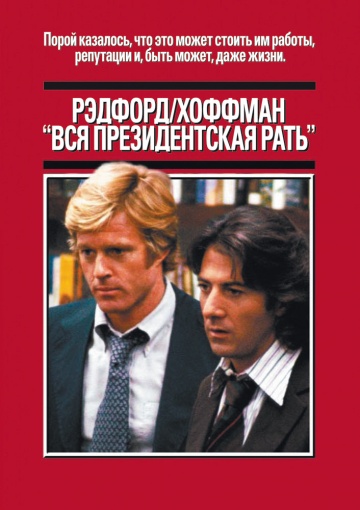 Порой казалось, что это может стоить им работы,
репутации и, быть может, даже жизни.
РЭДФОРД/ХОФФМАН
“ВСЯ ПРЕЗИДЕНТСКАЯ РАТЬ”